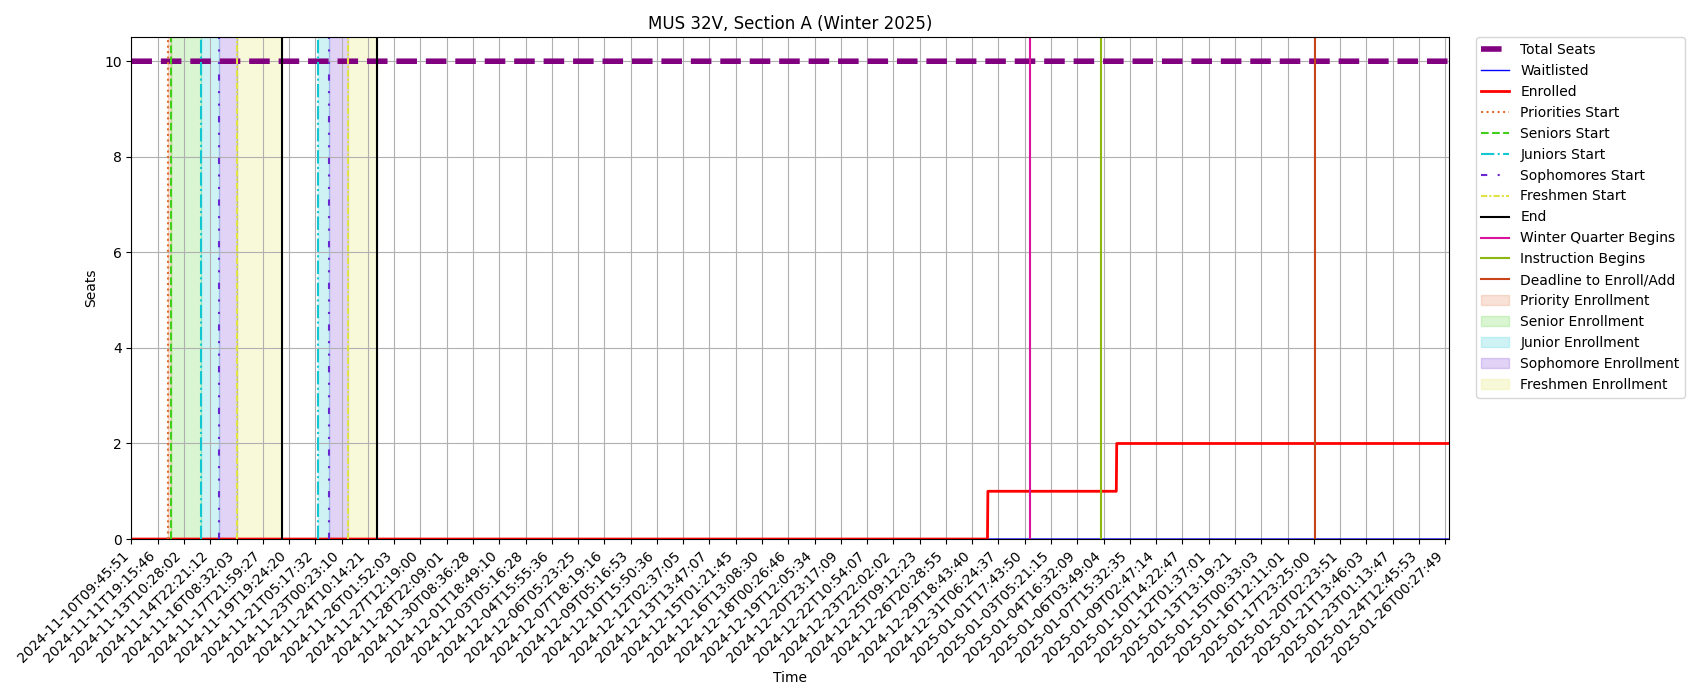 MUS 32V, Section A (Winter 2025)
Seats
10
8
6
4
2
0
2024-11-10T09:45:51
2024-11-11T19:15:46
2024-11-13T10:28:02
2024-11-14T22:21:12
2024-11-16T08:32:03
2024-11-17T21:59:27
2024-11-19T19:24:20
2024-11-21T05:17:32
2024-11-23T00:23:10
2024-11-24T10:14:21
2024-11-26T01:52:03
2024-11-27T12:19:00
2024-11-28T22:09:01
2024-11-30T08:36:28
2024-12-01T18:49:10
2024-12-03T05:16:28
2024-12-04T15:55:36
2024-12-06T05:23:25
2024-12-07T18:19:16
2024-12-09T05:16:53
2024-12-10T15:50:36
2024-12-12T02:37:05
2024-12-13T13:47:07
2024-12-15T01:21:45
2024-12-16T13:08:30
2024-12-18T00:26:46
2024-12-19T12:05:34
2024-12-20T23:17:09
2024-12-22T10:54:07
2024-12-23T22:02:02
2024-12-25T09:12:23
2024-12-26T20:28:55
2024-12-29T18:43:40
2024-12-31T06:24:37
2025-01-01T17:43:50
2025-01-03T05:21:15
2025-01-04T16:32:09
2025-01-06T03:49:04
2025-01-07T15:32:35
2025-01-09T02:47:14
2025-01-10T14:22:47
2025-01-12T01:37:01
2025-01-13T13:19:21
2025-01-15T00:33:03
2025-01-16T12:11:01
2025-01-17T23:25:00
2025-01-20T02:23:51
2025-01-21T13:46:03
2025-01-23T01:13:47
2025-01-24T12:45:53
2025-01-26T00:27:49
Time
Total Seats
Waitlisted
Enrolled
Priorities Start
Seniors Start
Juniors Start
Sophomores Start
Freshmen Start
End
Winter Quarter Begins
Instruction Begins
Deadline to Enroll/Add
Priority Enrollment
Senior Enrollment
Junior Enrollment
Sophomore Enrollment
Freshmen Enrollment